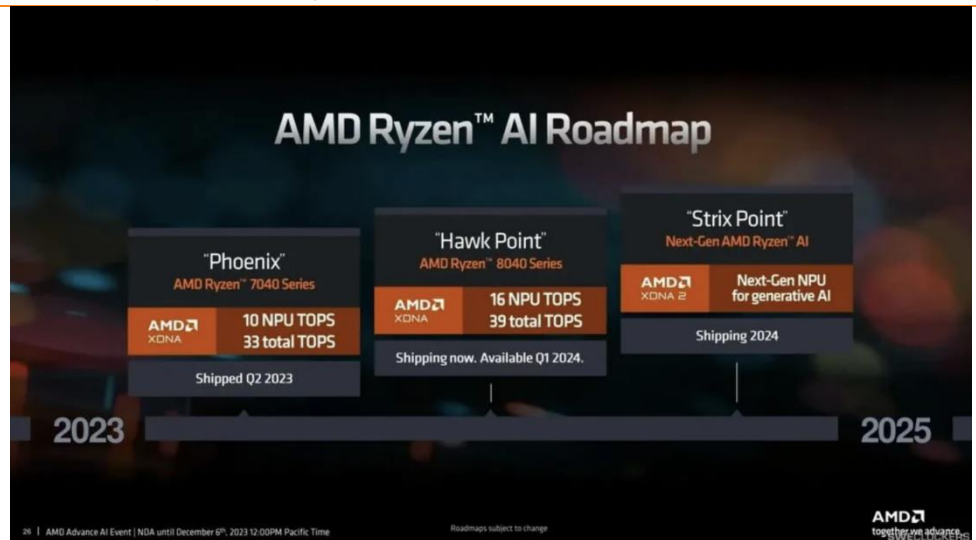 AMD Ryzen™ AI Roadmap
"Phoenix"
AMD Ryzen™ 7040 Series
AMD
XDNA
10 NPU TOPS
33 total TOPS
Shipped Q2 2023
"Hawk Point"
AMD Ryzen™ 8040 Series
AMD
XDNA
16 NPU TOPS
39 total TOPS
Shipping now. Available Q1 2024.
"Strix Point"
Next-Gen AMD Ryzen™ AI
AMD
XDNA 2
Next-Gen NPU
for generative AI
Shipping 2024
2023
2025
26 | AMD Advance AI Event | NDA until December 6th, 2023 12:00PM Pacific Time
Roadmaps subject to change
AMD
together we advance_
SWECLOCKERS